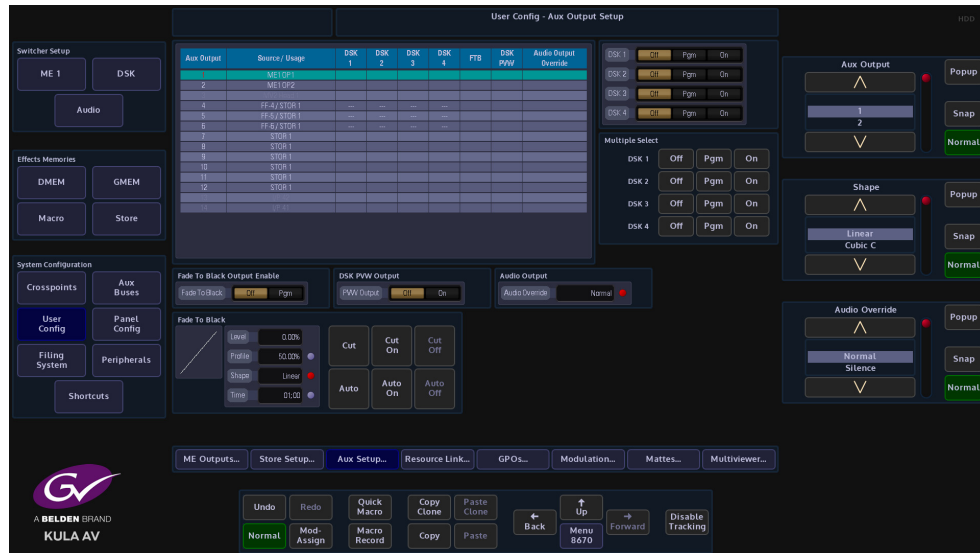 User Config - Aux Output Setup
HDD
Switcher Setup
ME 1
DSK
Audio
Effects Memories
DMEM
GMEM
Macro
Store
System Configuration
Crosspoints
Aux Buses
User Config
Panel Config
Filing System
Peripherals
Shortcuts
Aux Output Source / Usage DSK 1 DSK 2 DSK 3 DSK 4 FTB DSK PVW Audio Output Override
1 ME1 OP1
2 ME1 OP2
4 FF-4 / STOR 1 --- --- --- ---
5 FF-5 / STOR 1 --- --- --- ---
6 FF-6 / STOR 1 --- --- --- ---
7 STOR 1
8 STOR 1
9 STOR 1
10 STOR 1
11 STOR 1
12 STOR 1
DSK 1 Off Pgm On
DSK 2 Off Pgm On
DSK 3 Off Pgm On
DSK 4 Off Pgm On
Multiple Select
DSK 1 Off Pgm On
DSK 2 Off Pgm On
DSK 3 Off Pgm On
DSK 4 Off Pgm On
Fade To Black Output Enable
Fade To Black Off Pgm
DSK PVW Output
PVW Output Off On
Audio Output
Audio Override Normal
Fade To Black
Level 0.00%
Profile 50.00%
Shape Linear
Time 01:00
Cut
Cut On
Cut Off
Auto
Auto On
Auto Off
Aux Output
1
2
Popup
Snap
Normal
Shape
Linear
Cubic C
Popup
Snap
Normal
Audio Override
Normal
Silence
Popup
Snap
Normal
ME Outputs...
Store Setup...
Aux Setup...
Resource Link...
GPOs...
Modulation...
Mattes...
Multiviewer...
GV
A BELDEN BRAND
KULA AV
Undo
Redo
Quick Macro
Copy Clone
Paste Clone
Normal
Mod-Assign
Macro Record
Copy
Paste
Back
Up
Menu 8670
Forward
Disable Tracking